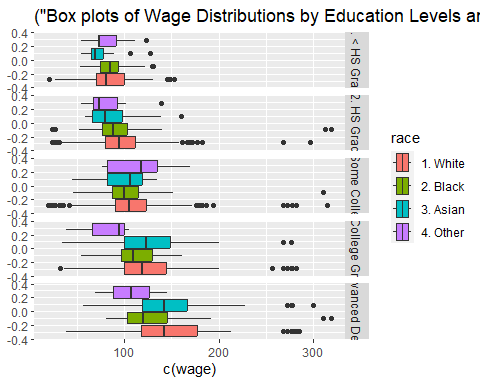 ("Box plots of Wage Distributions by Education Levels an
0.4
0.2
0.0
-0.2
-0.4
< HS Gra
0.4
0.2
0.0
-0.2
-0.4
2. HS Grad
0.4
0.2
0.0
-0.2
-0.4
Some Colle
0.4
0.2
0.0
-0.2
-0.4
College Gr
0.4
0.2
0.0
-0.2
-0.4
vanced De
100
200
300
c(wage)
race
1. White
2. Black
3. Asian
4. Other